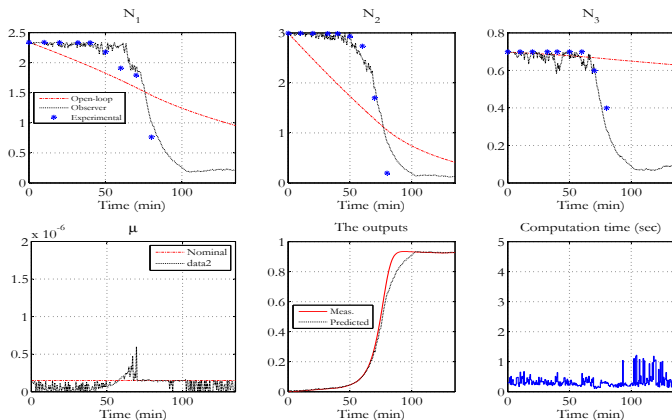 N1
N2
N3
2.5
2
1.5
1
0.5
0
Open-loop
Observer
Experimental
0
50
100
Time (min)
3
2
1
0
0
50
100
Time (min)
0.8
0.6
0.4
0.2
0
0
50
100
Time (min)
μ
The outputs
Computation time (sec)
x 10^-6
2
1.5
1
0.5
0
Nominal
data2
0
50
100
Time (min)
1
0.8
0.6
0.4
0.2
0
Meas.
Predicted
0
50
100
Time (min)
5
4
3
2
1
0
0
50
100
Time (min)